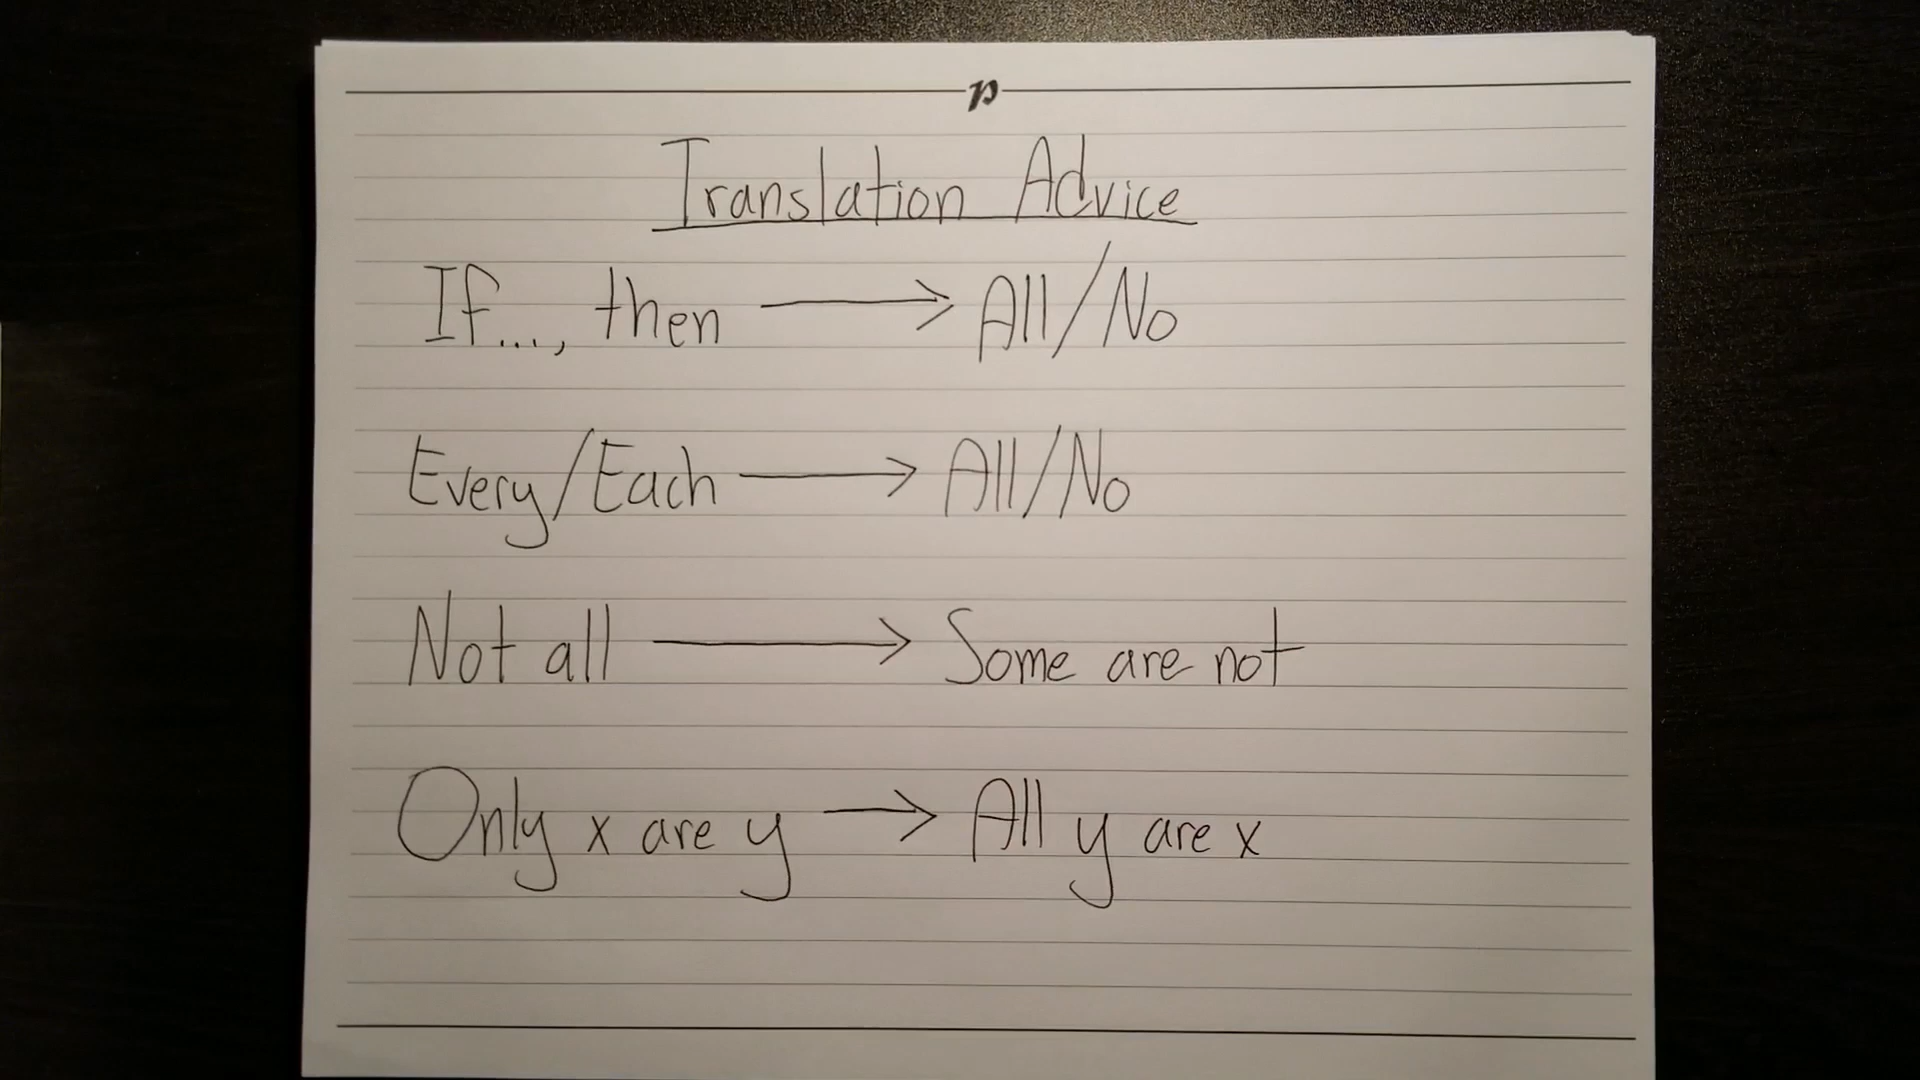 p
Translation Advice
If..., then → All/No
Every/Each → All/No
Not all → Some are not
Only x are y → All y are x